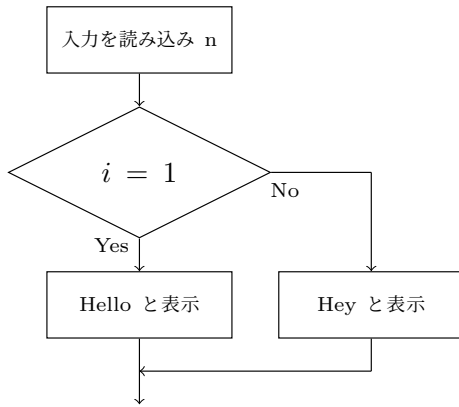 入力を読み込み n
i = 1
No
Yes
Hello と表示
Hey と表示